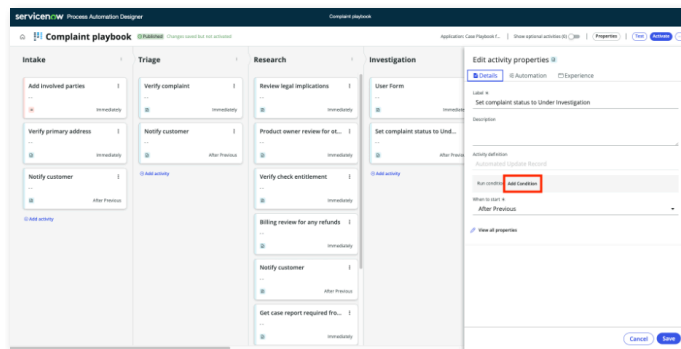 servicenow Process Automation Designer
Complaint playbook
Complaint playbook Published Changes saved but not activated
Application: Case Playbook f... Show optional activities (0) Properties Test Activate
Intake
Add Involved parties
...
Immediately
Verify primary address
...
Immediately
Notify customer
...
After Previous
Add activity
Triage
Verify complaint
...
Immediately
Notify customer
...
After Previous
Add activity
Research
Review legal implications
...
Immediately
Product owner review for ot...
...
Immediately
Verify check entitlement
...
Immediately
Billing review for any refunds
...
Immediately
Notify customer
...
After Previous
Get case report required fro...
...
Immediately
Investigation
User Form
...
Immediately
Set complaint status to Und...
...
After Previous
Add activity
Edit activity properties
Details Automation Experience
Label
Set complaint status to Under Investigation
Description
Activity definition
Automated Update Record
Run condition Add Condition
When to start
After Previous
View all properties
Cancel Save